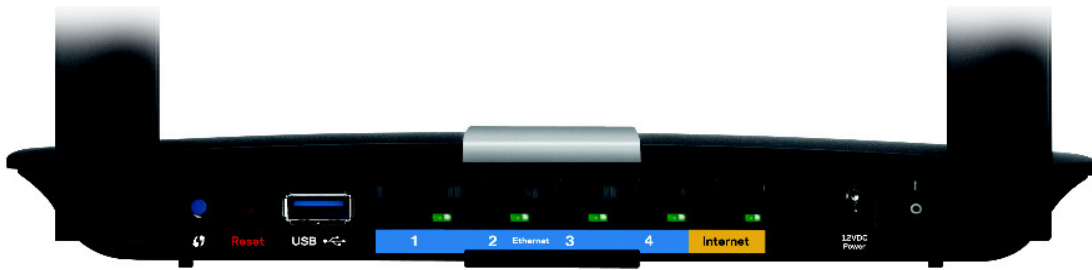 Reset
USB
1
2
Ethernet
3
4
Internet
12VDC
Power
I
O